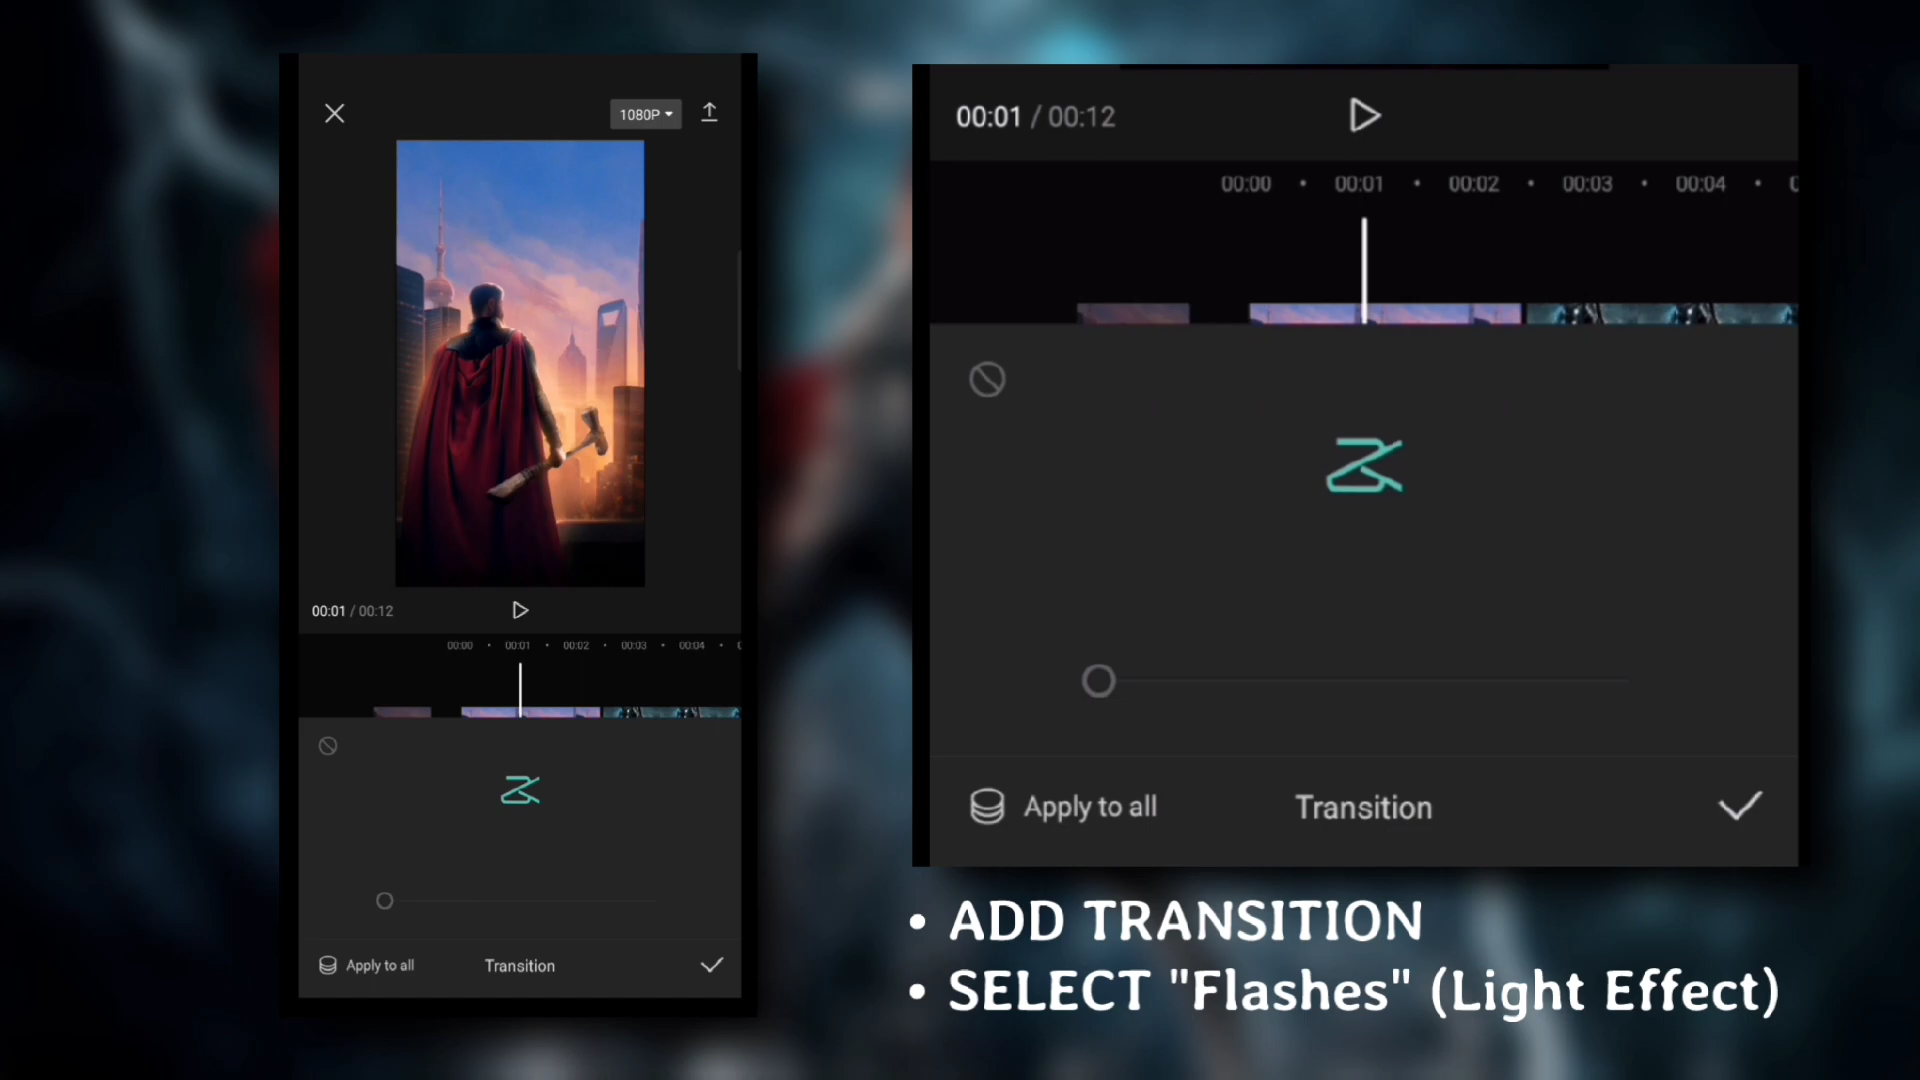 1080P
00:01 / 00:12
00:00 00:01 00:02 00:03 00:04
Apply to all Transition
00:01 / 00:12
00:00 00:01 00:02 00:03 00:04
Apply to all Transition
• ADD TRANSITION
• SELECT "Flashes" (Light Effect)